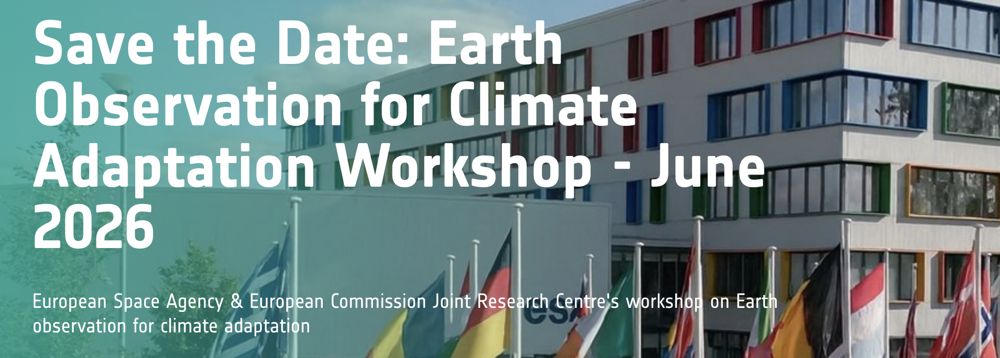 Save the Date: Earth
Observation for Climate
Adaptation Workshop - June
2026
European Space Agency & European Commission Joint Research Centre's workshop on Earth
observation for climate adaptation
esa